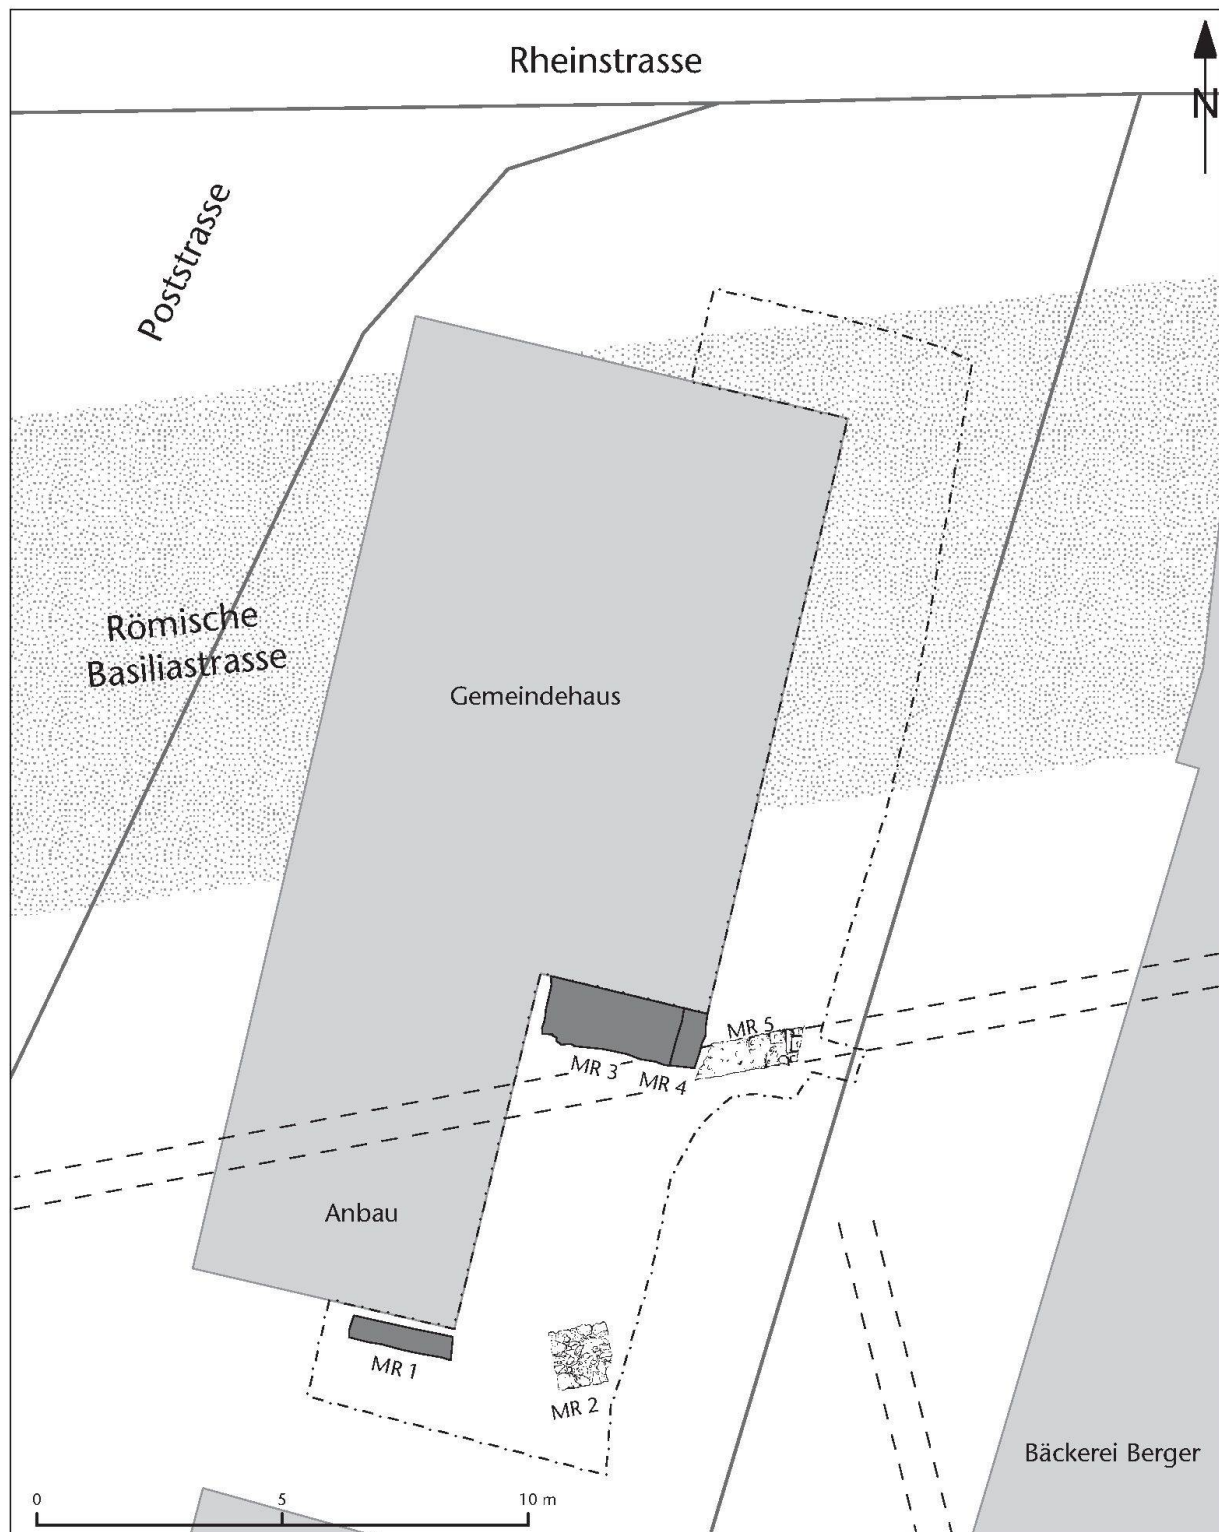 Rheinstrasse
N
Poststrasse
Römische
Basiliastrasse
Gemeindehaus
MR 5
MR 3
MR 4
Anbau
MR 1
MR 2
Bäckerei Berger
0 5 10 m